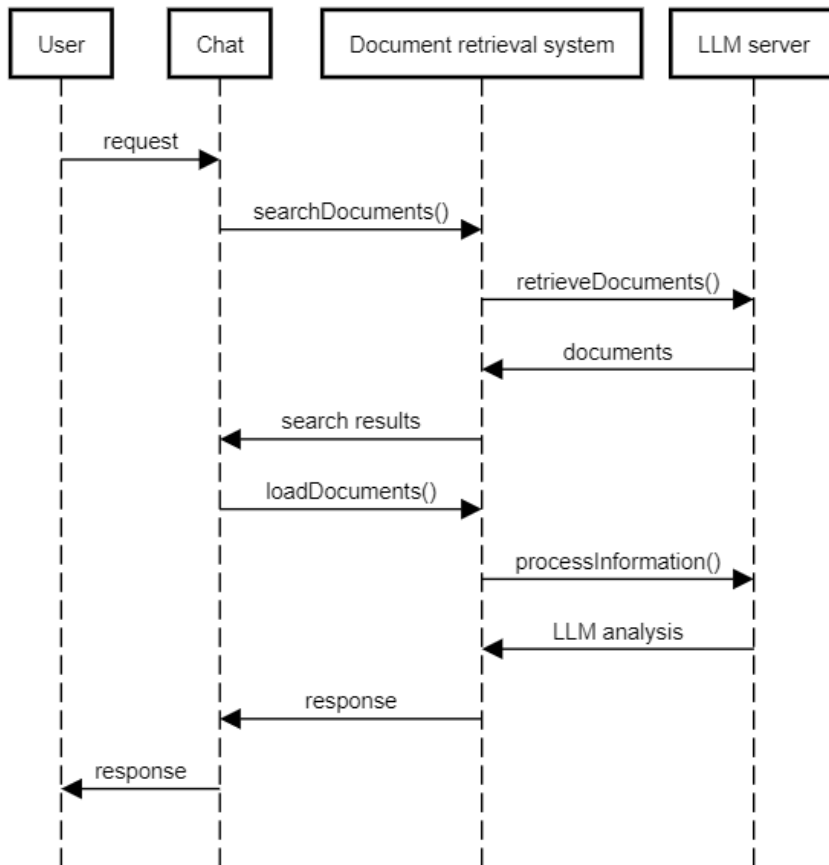 User
Chat
Document retrieval system
LLM server
request
searchDocuments()
retrieveDocuments()
documents
search results
loadDocuments()
processInformation()
LLM analysis
response
response